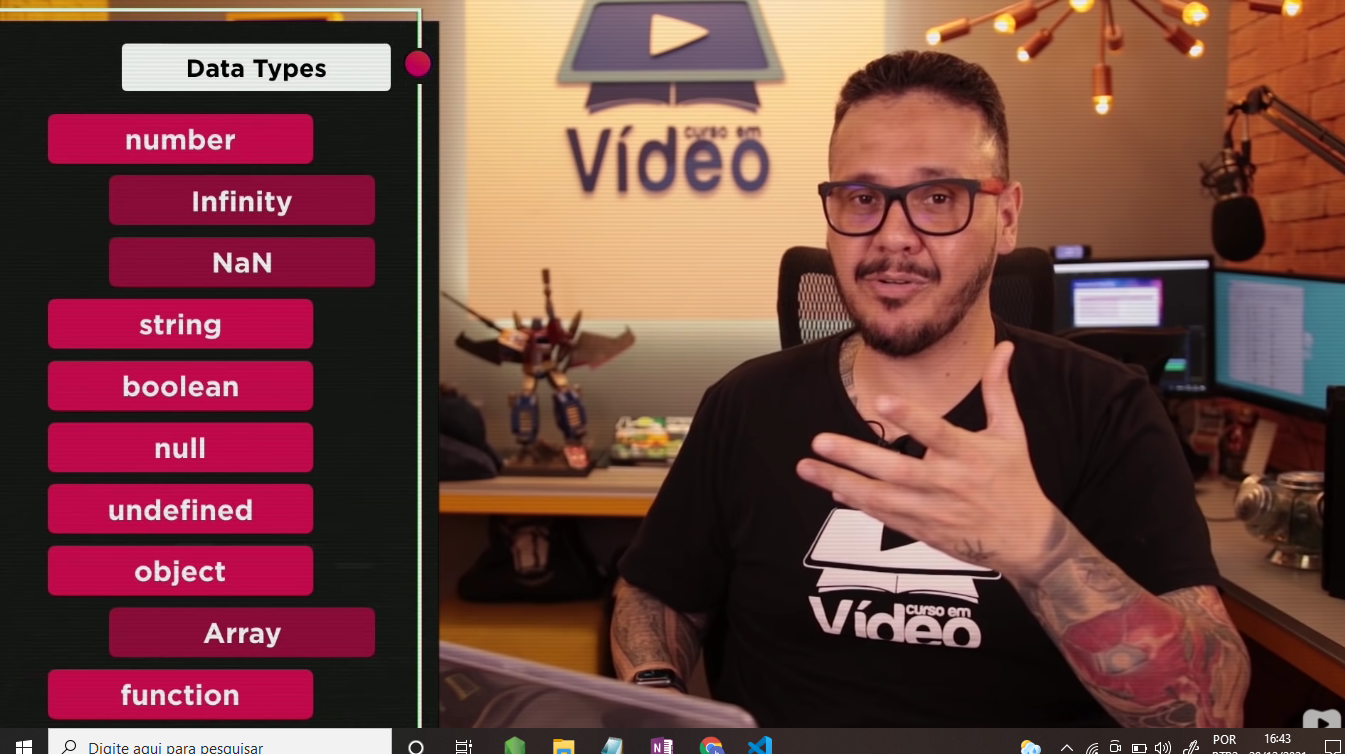 Data Types
number
Infinity
NaN
string
boolean
null
undefined
object
Array
function
curso em
Vídeo
curso em
Vídeo
Digite aqui para pesquisar
POR
16:43